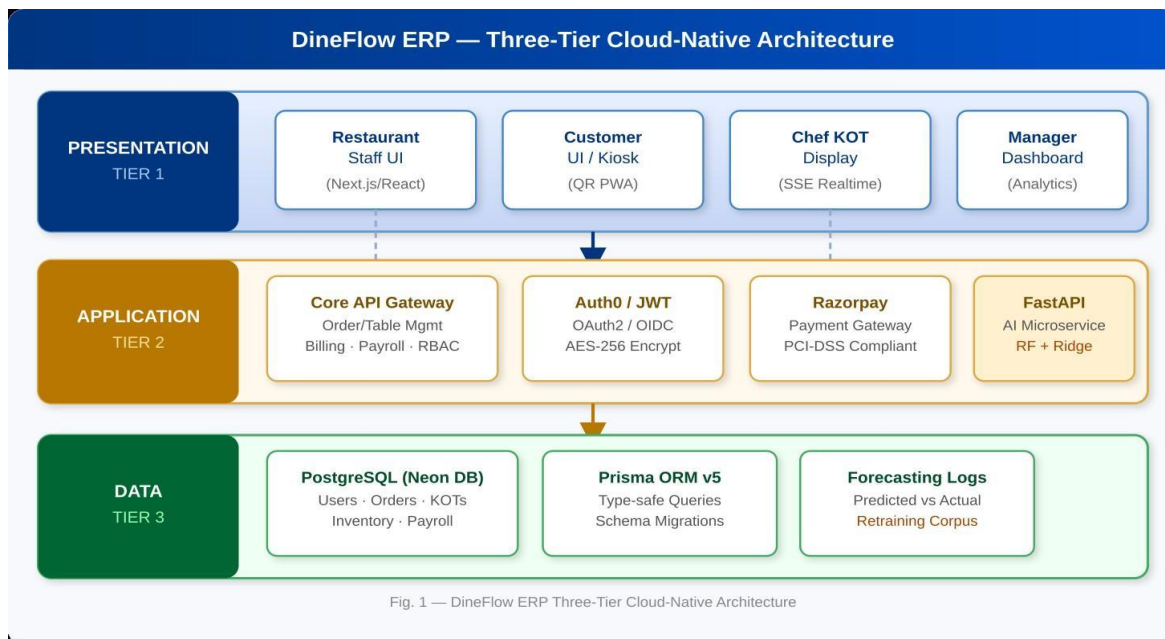 DineFlow ERP — Three-Tier Cloud-Native Architecture
PRESENTATION
TIER 1
Restaurant
Staff UI
(Next.js/React)
Customer
UI / Kiosk
(QR PWA)
Chef KOT
Display
(SSE Realtime)
Manager
Dashboard
(Analytics)
APPLICATION
TIER 2
Core API Gateway
Order/Table Mgmt
Billing · Payroll · RBAC
Auth0 / JWT
OAuth2 / OIDC
AES-256 Encrypt
Razorpay
Payment Gateway
PCI-DSS Compliant
FastAPI
AI Microservice
RF + Ridge
DATA
TIER 3
PostgreSQL (Neon DB)
Users · Orders · KOTs
Inventory · Payroll
Prisma ORM v5
Type-safe Queries
Schema Migrations
Forecasting Logs
Predicted vs Actual
Retraining Corpus
Fig. 1 — DineFlow ERP Three-Tier Cloud-Native Architecture